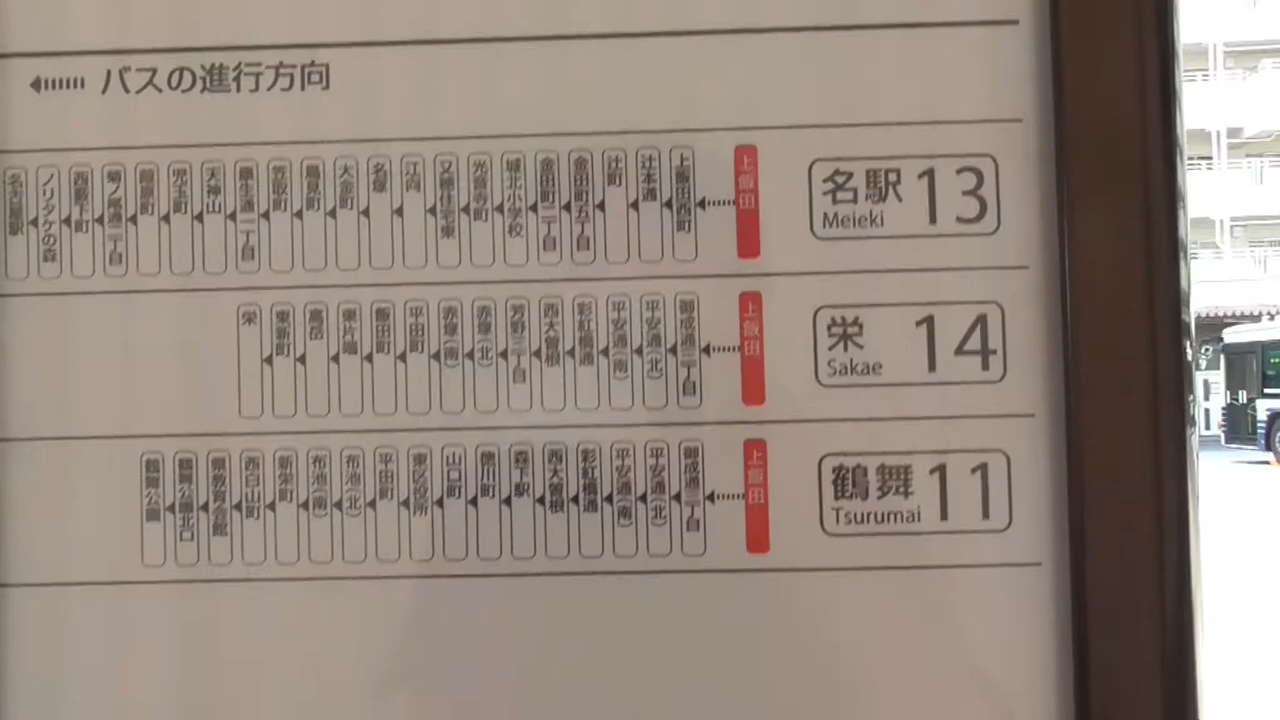 バスの進行方向
名駅 13
Meieki
上飯田
上飯田西町
辻本通
辻町
金田町五丁目
金田町二丁目
城北小学校
光音寺町
又穂住宅東
江向
名塚
大金町
鳥見町
笠取町
庄生通一丁目
天神山
児玉町
菊ノ尾通二丁目
西藪下町
ノリタケの森
名古屋駅
栄 14
Sakae
上飯田
御成通三丁目
平安通(北)
平安通(南)
彩紅橋通
西大曽根
芳野三丁目
赤塚(北)
赤塚(南)
平田町
飯田町
東片端
高岳
東新町
栄
鶴舞 11
Tsurumai
上飯田
御成通三丁目
平安通(北)
平安通(南)
彩紅橋通
西大曽根
森下駅
徳川町
山口町
東区役所
平田町
布池(北)
布池(南)
新栄町
西白山町
県教育会館
鶴舞公園北口
鶴舞公園